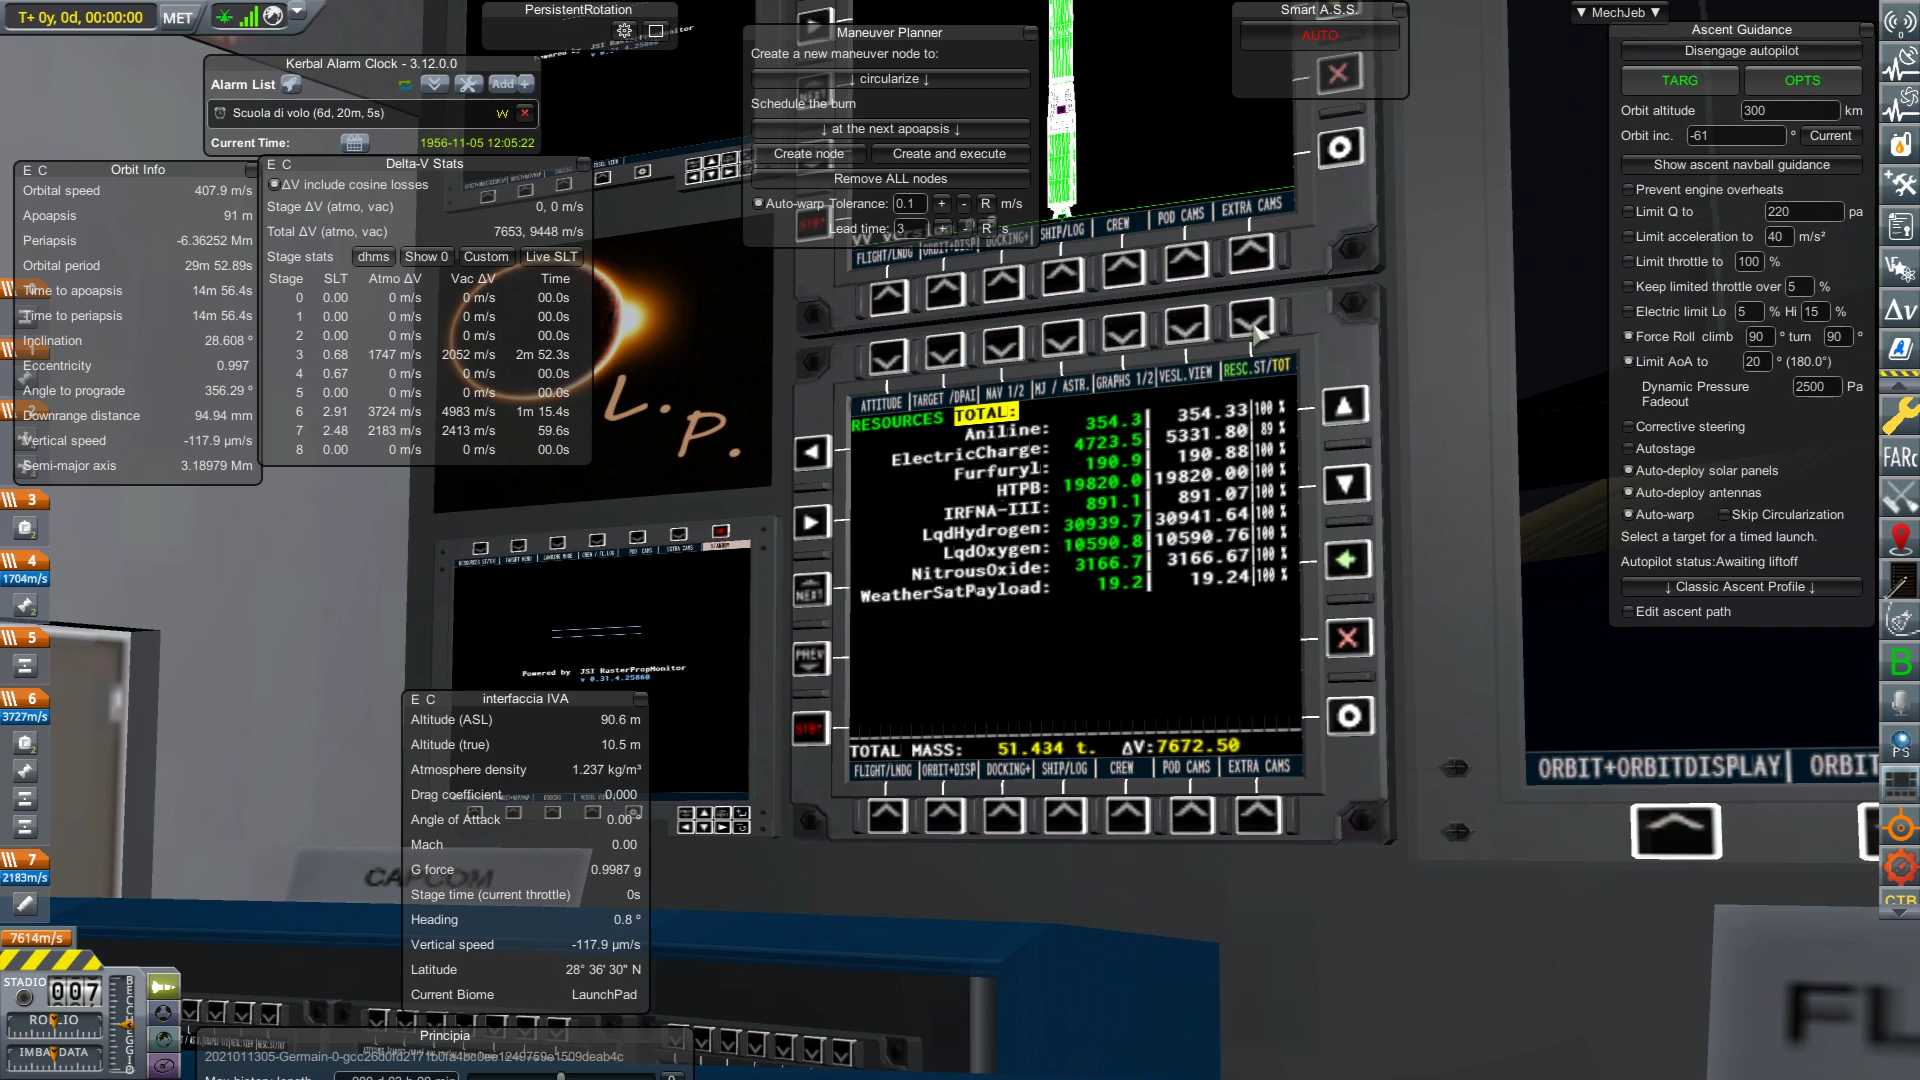 T+ 0y, 0d, 00:00:00 MET
PersistentRotation
Kerbal Alarm Clock - 3.12.0.0
Alarm List
Add +
Scuola di volo (6d, 20m, 5s)
Current Time: 1956-11-05 12:05:22
E C Orbit Info
Orbital speed 407.9 m/s
Apoapsis 91 m
Periapsis -6.36252 Mm
Orbital period 29m 52.89s
Time to apoapsis 14m 56.4s
Time to periapsis 14m 56.4s
Inclination 28.608 º
Eccentricity 0.997
Angle to prograde 356.29 º
Downrange distance 94.94 mm
Vertical speed -117.9 µm/s
Semi-major axis 3.18979 Mm
E C Delta-V Stats
ΔV include cosine losses
Stage ΔV (atmo, vac) 0, 0 m/s
Total ΔV (atmo, vac) 7653, 9448 m/s
Stage stats dhms Show 0 Custom Live SLT
Stage SLT Atmo ΔV Vac ΔV Time
0 0.00 0 m/s 0 m/s 00.0s
1 0.00 0 m/s 0 m/s 00.0s
2 0.00 0 m/s 0 m/s 00.0s
3 0.68 1747 m/s 2052 m/s 2m 52.3s
4 0.67 0 m/s 0 m/s 00.0s
5 0.00 0 m/s 0 m/s 00.0s
6 2.91 3724 m/s 4983 m/s 1m 15.4s
7 2.48 2183 m/s 2413 m/s 59.6s
8 0.00 0 m/s 0 m/s 00.0s
L.P.
Maneuver Planner
Create a new maneuver node to:
↓ circularize ↓
Schedule the burn
↓ at the next apoapsis ↓
Create node Create and execute
Remove ALL nodes
Auto-warp Tolerance: 0.1 + - R m/s
Lead time: 3 + - R s
FLIGHT/LNDG ORBIT+DISP DOCKING+ SHIP/LOG CREW POD CAMS EXTRA CAMS
Smart A.S.S.
AUTO
▼ MechJeb ▼
Ascent Guidance
Disengage autopilot
TARG OPTS
Orbit altitude 300 km
Orbit inc. -61 º Current
Show ascent navball guidance
Prevent engine overheats
Limit Q to 220 pa
Limit acceleration to 40 m/s²
Limit throttle to 100 %
Keep limited throttle over 5 %
Electric limit Lo 5 % Hi 15 %
Force Roll climb 90 º turn 90 º
Limit AoA to 20 º (180.0°)
Dynamic Pressure Fadeout 2500 Pa
Corrective steering
Autostage
Auto-deploy solar panels
Auto-deploy antennas
Auto-warp Skip Circularization
Select a target for a timed launch.
Autopilot status:Awaiting liftoff
↓ Classic Ascent Profile ↓
Edit ascent path
ATTITUDE TARGET /DPAI NAV 1/2 MJ / ASTR. GRAPHS 1/2 VESL.VIEW RESC.ST/TOT
RESOURCES TOTAL:
Aniline: 354.3| 354.33|100 %
ElectricCharge: 4723.5| 5331.80| 89 %
Furfuryl: 190.9| 190.88|100 %
HTPB: 19820.0|19820.00|100 %
IRFNA-III: 891.1| 891.07|100 %
LqdHydrogen: 30939.7|30941.64|100 %
LqdOxygen: 10590.8|10590.76|100 %
NitrousOxide: 3166.7| 3166.67|100 %
WeatherSatPayload: 19.2| 19.24|100 %
TOTAL MASS: 51.434 t. ΔV:7672.50
FLIGHT/LNDG ORBIT+DISP DOCKING+ SHIP/LOG CREW POD CAMS EXTRA CAMS
NEXT
PREV
STBY
Powered by JSI RasterPropMonitor
v 0.31.4.25860
E C interfaccia IVA
Altitude (ASL) 90.6 m
Altitude (true) 10.5 m
Atmosphere density 1.237 kg/m³
Drag coefficient 0.000
Angle of Attack 0.00 º
Mach 0.00
G force 0.9987 g
Stage time (current throttle) 0s
Heading 0.8 º
Vertical speed -117.9 µm/s
Latitude 28° 36' 30" N
Current Biome LaunchPad
CAPCOM
Principia
ORBIT+ORBITDISPLAY| ORBIT
3
4
1704m/s
5
6
3727m/s
7
2183m/s
7614m/s
STADIO 007
ROLLIO
IMBARDATA
BECCHEGGIO
Δv
FARc
B
PS
CTB
FL